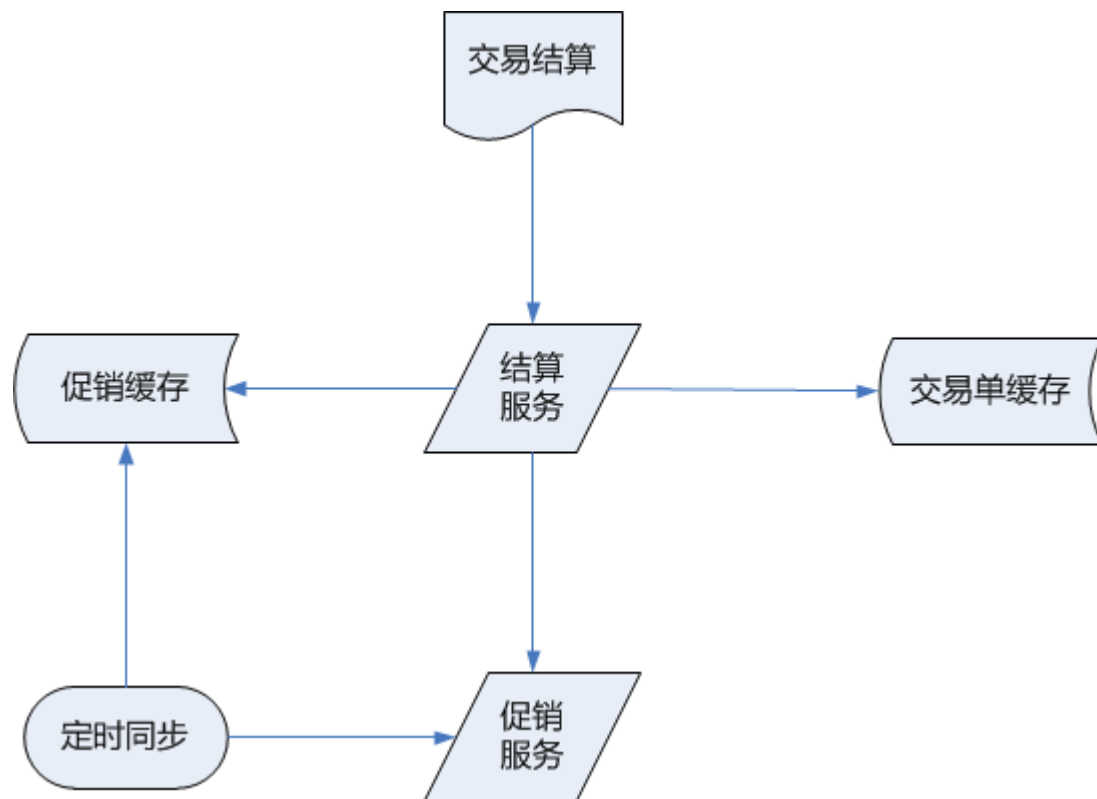 交易结算
促销缓存
结算
服务
交易单缓存
定时同步
促销
服务